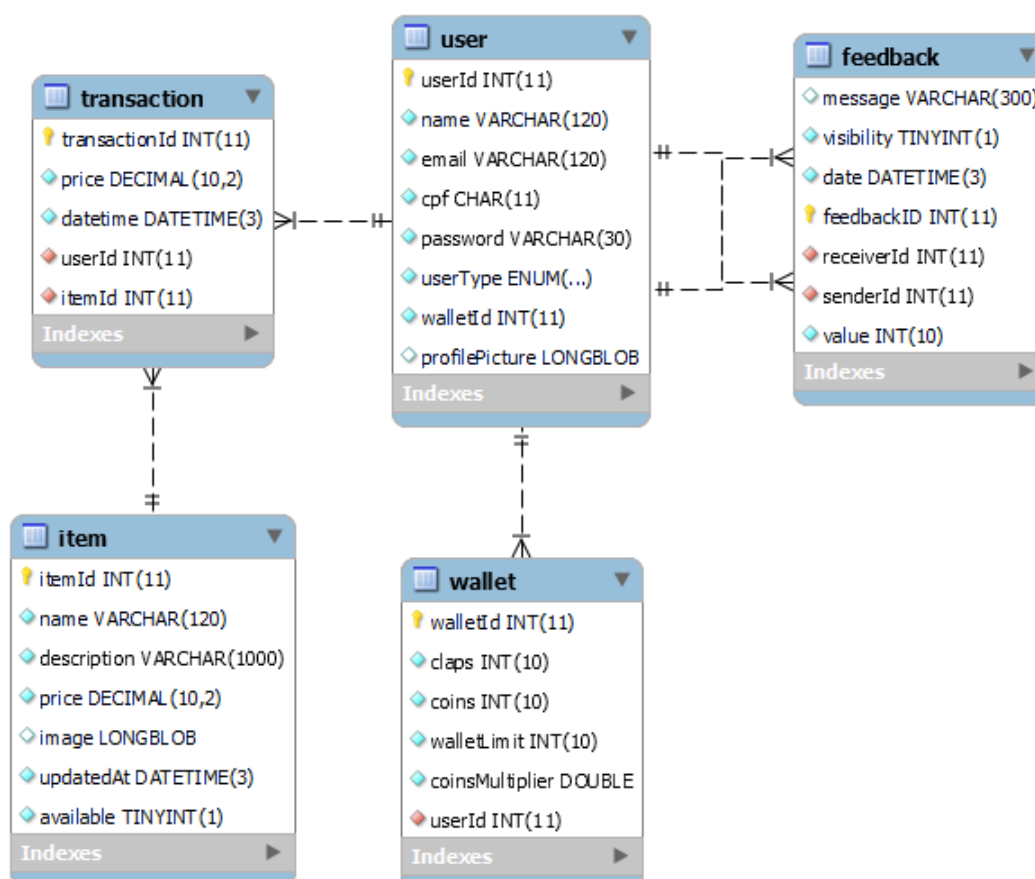 transaction
transactionId INT(11)
price DECIMAL(10,2)
datetime DATETIME(3)
userId INT(11)
itemId INT(11)
Indexes
user
userId INT(11)
name VARCHAR(120)
email VARCHAR(120)
cpf CHAR(11)
password VARCHAR(30)
userType ENUM(...)
walletId INT(11)
profilePicture LONGBLOB
Indexes
feedback
message VARCHAR(300)
visibility TINYINT(1)
date DATETIME(3)
feedbackID INT(11)
receiverId INT(11)
senderId INT(11)
value INT(10)
Indexes
item
itemId INT(11)
name VARCHAR(120)
description VARCHAR(1000)
price DECIMAL(10,2)
image LONGBLOB
updatedAt DATETIME(3)
available TINYINT(1)
Indexes
wallet
walletId INT(11)
claps INT(10)
coins INT(10)
walletLimit INT(10)
coinsMultiplier DOUBLE
userId INT(11)
Indexes